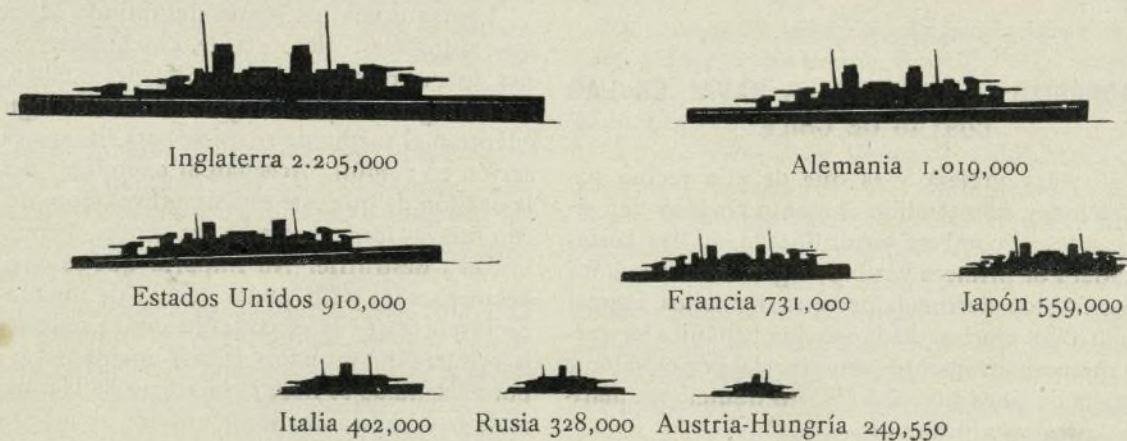 Inglaterra 2.205,000
Alemania 1.019,000
Estados Unidos 910,000
Francia 731,000
Japón 559,000
Italia 402,000
Rusia 328,000
Austria-Hungría 249,550